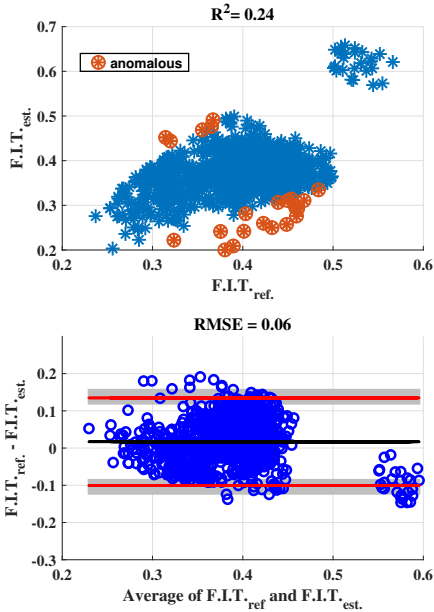 R²= 0.24
F.I.T.est.
0.7
0.6
0.5
0.4
0.3
0.2
anomalous
0.2 0.3 0.4 0.5 0.6
F.I.T.ref.
RMSE = 0.06
F.I.T.ref. - F.I.T.est.
0.2
0.1
0
-0.1
-0.2
-0.3
0.2 0.3 0.4 0.5 0.6
Average of F.I.T.ref and F.I.T.est.